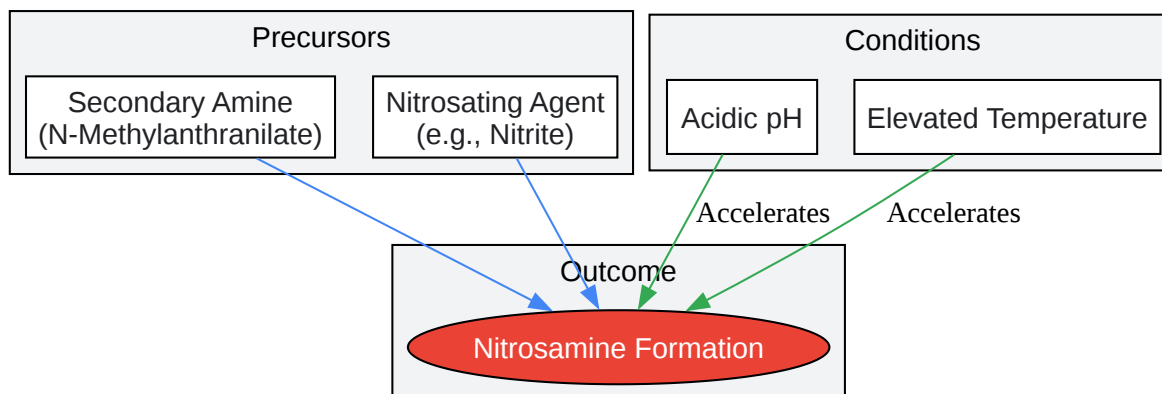 Precursors
Conditions
Secondary Amine
(N-Methylanthranilate)
Nitrosating Agent
(e.g., Nitrite)
Acidic pH
Elevated Temperature
Accelerates
Accelerates
Outcome
Nitrosamine Formation